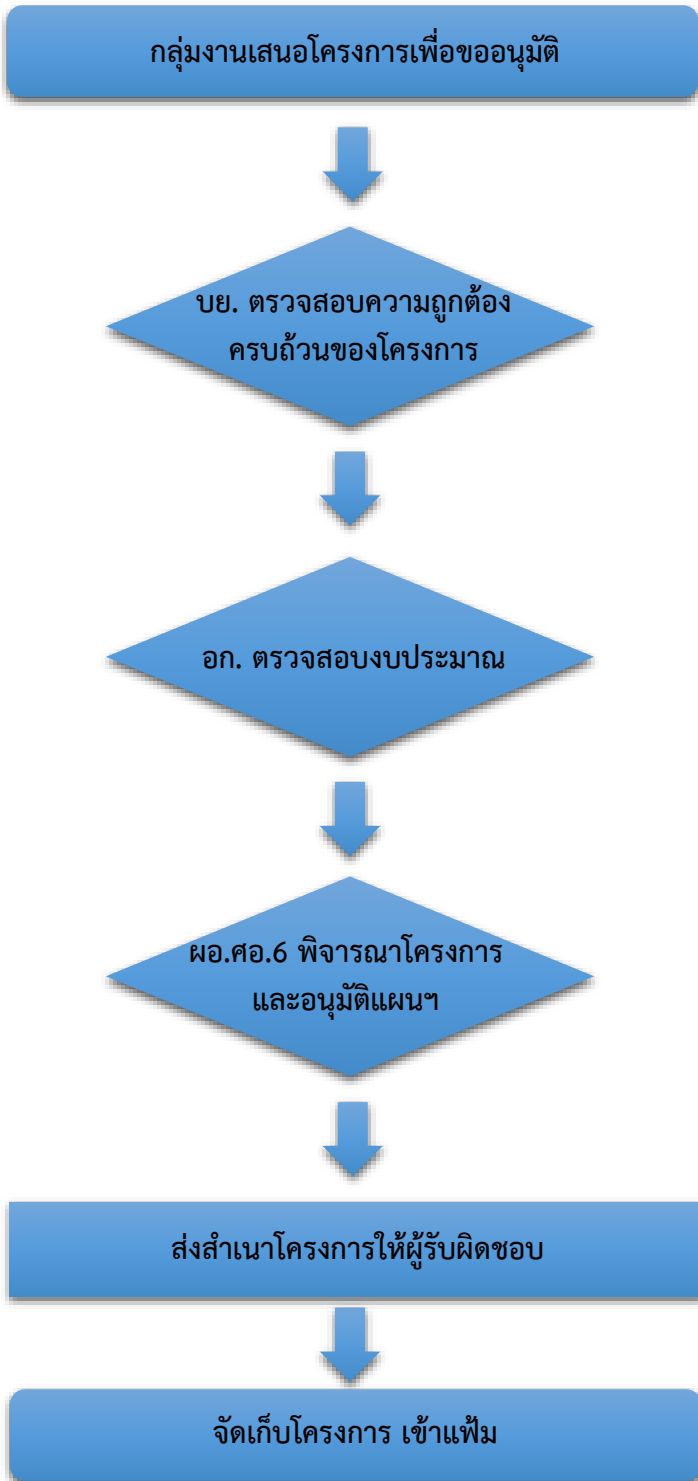 กลุ่มงานเสนอโครงการเพื่อขออนุมัติ
บย. ตรวจสอบความถูกต้อง
ครบถ้วนของโครงการ
อก. ตรวจสอบงบประมาณ
ผอ.ศอ.6 พิจารณาโครงการ
และอนุมัติแผนฯ
ส่งสำเนาโครงการให้ผู้รับผิดชอบ
จัดเก็บโครงการ เข้าแฟ้ม